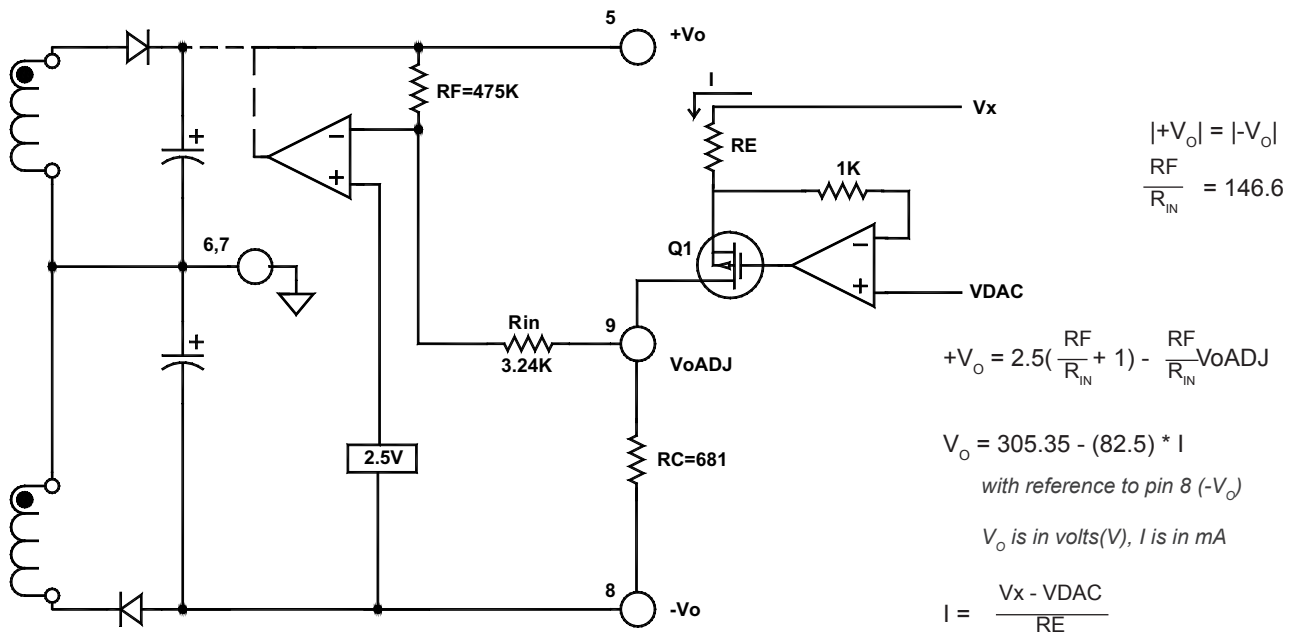 5
+Vo
RF=475K
I
Vx
RE
1K
|+VO| = |-VO|
RF
RIN
= 146.6
−
+
+
6,7
Q1
−
+
VDAC
Rin
3.24K
9
VoADJ
+VO = 2.5( RF
RIN
+ 1) - RF
RIN
VoADJ
+
2.5V
RC=681
VO = 305.35 - (82.5) * I
with reference to pin 8 (-VO)
VO is in volts(V), I is in mA
8
-Vo
I = Vx - VDAC
RE